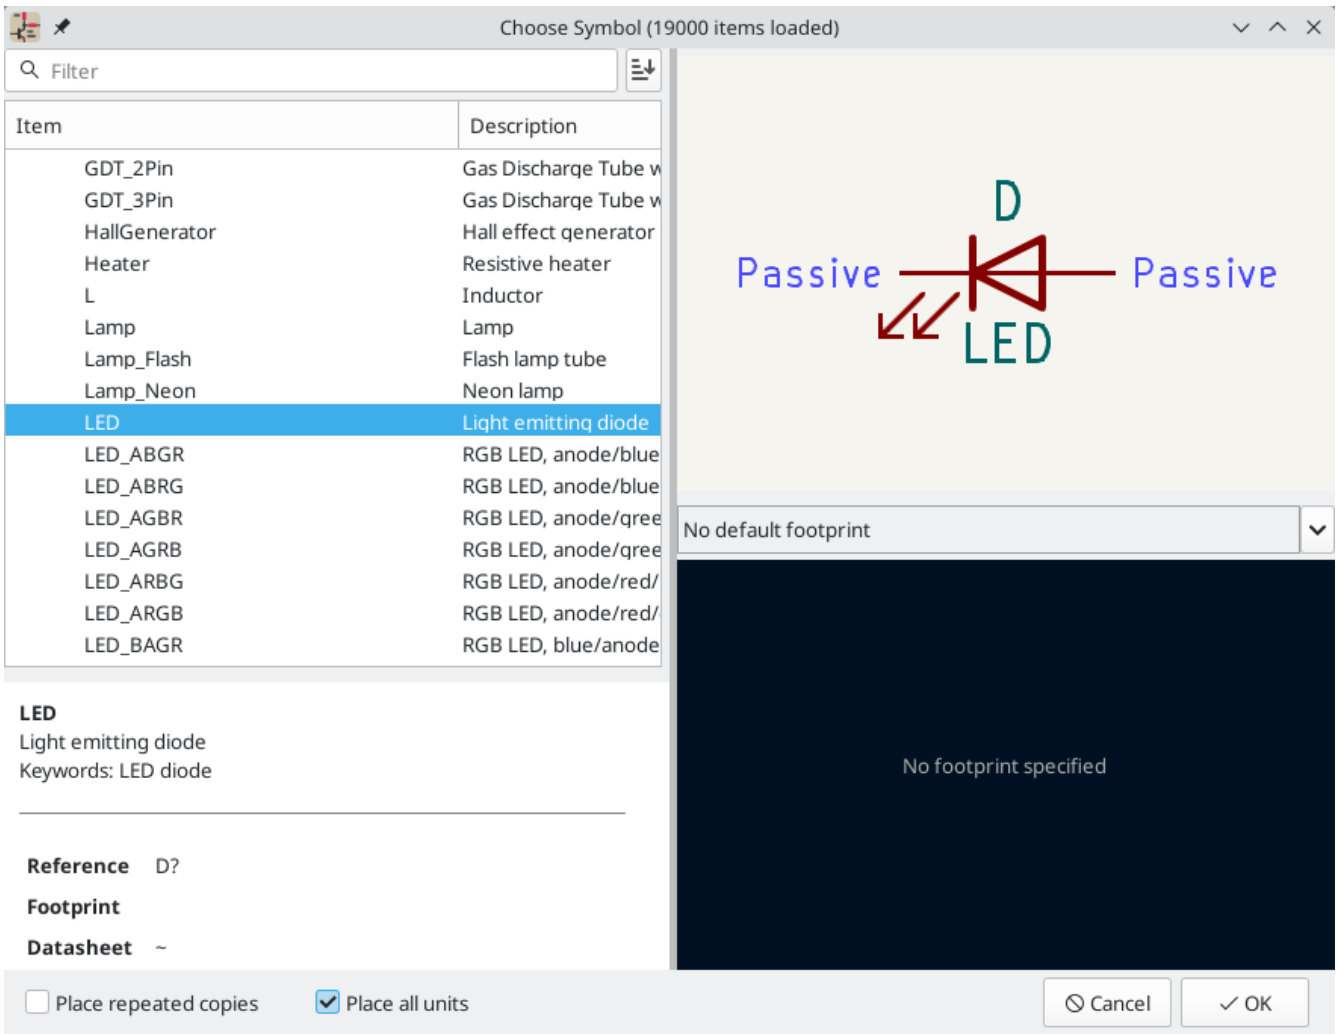 Choose Symbol (19000 items loaded)
Filter
Item Description
GDT_2Pin Gas Discharge Tube w
GDT_3Pin Gas Discharge Tube w
HallGenerator Hall effect generator
Heater Resistive heater
L Inductor
Lamp Lamp
Lamp_Flash Flash lamp tube
Lamp_Neon Neon lamp
LED Light emitting diode
LED_ABGR RGB LED, anode/blue
LED_ABRG RGB LED, anode/blue
LED_AGBR RGB LED, anode/gree
LED_AGRB RGB LED, anode/gree
LED_ARBG RGB LED, anode/red/
LED_ARGB RGB LED, anode/red/
LED_BAGR RGB LED, blue/anode
D
Passive Passive
LED
No default footprint
No footprint specified
LED
Light emitting diode
Keywords: LED diode
Reference D?
Footprint
Datasheet ~
Place repeated copies Place all units Cancel OK